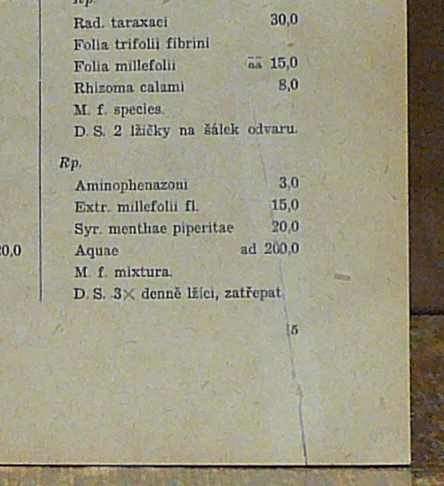 Rp.
Rad. taraxaci 30,0
Folia trifolii fibrini
Folia millefolii āā 15,0
Rhizoma calami 8,0
M. f. species.
D. S. 2 lžičky na šálek odvaru.
Rp.
Aminophenazoni 3,0
Extr. millefolii fl. 15,0
Syr. menthae piperitae 20,0
20,0 Aquae ad 200,0
M. f. mixtura.
D. S. 3× denně lžíci, zatřepat
5